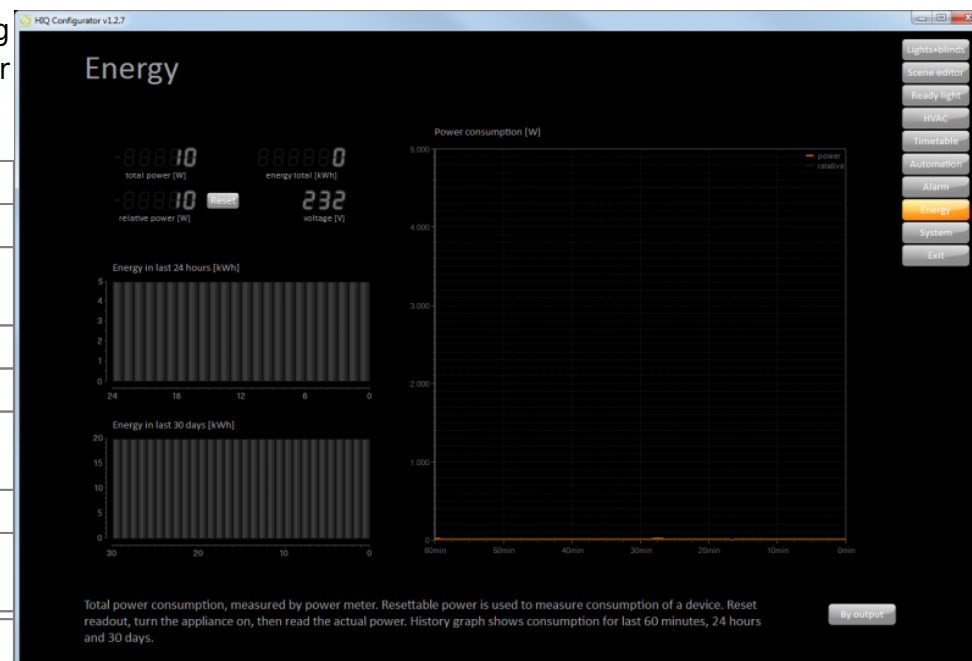 g
r
HIQ Configurator v1.2.7
Energy
Lights+blinds
Scene editor
Ready light
HVAC
Timetable
Automation
Alarm
Energy
System
Exit
10
total power [W]
0
energy total [kWh]
10
relative power [W]
Reset
232
voltage [V]
Energy in last 24 hours [kWh]
5
4
3
2
1
0
24 18 12 6 0
Energy in last 30 days [kWh]
20
15
10
5
0
30 20 10 0
Power consumption [W]
power
relative
5.000
4.000
3.000
2.000
1.000
0
60min 50min 40min 30min 20min 10min 0min
Total power consumption, measured by power meter. Resettable power is used to measure consumption of a device. Reset
readout, turn the appliance on, then read the actual power. History graph shows consumption for last 60 minutes, 24 hours
and 30 days.
By output